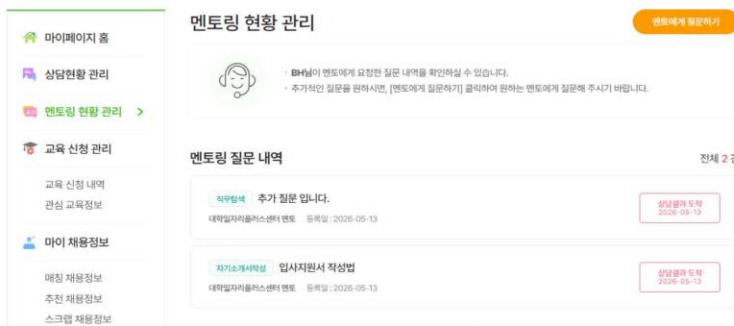 멘토링 현황 관리
멘토에게 질문하기
마이페이지 홈
상담현황 관리
멘토링 현황 관리 >
교육 신청 관리
교육 신청 내역
관심 교육정보
마이 채용정보
매칭 채용정보
추천 채용정보
스크랩 채용정보
· BH님이 멘토에게 요청한 질문 내역을 확인하실 수 있습니다.
· 추가적인 질문을 원하시면, [멘토에게 질문하기] 클릭하여 원하는 멘토에게 질문해 주시기 바랍니다.
멘토링 질문 내역
전체 2
직무탐색 추가 질문 입니다.
대학일자리플러스센터 멘토 등록일 : 2026-05-13
상담결과 도착
2026-05-13
자기소개서작성 입사지원서 작성법
대학일자리플러스센터 멘토 등록일 : 2026-05-13
상담결과 도착
2026-05-13